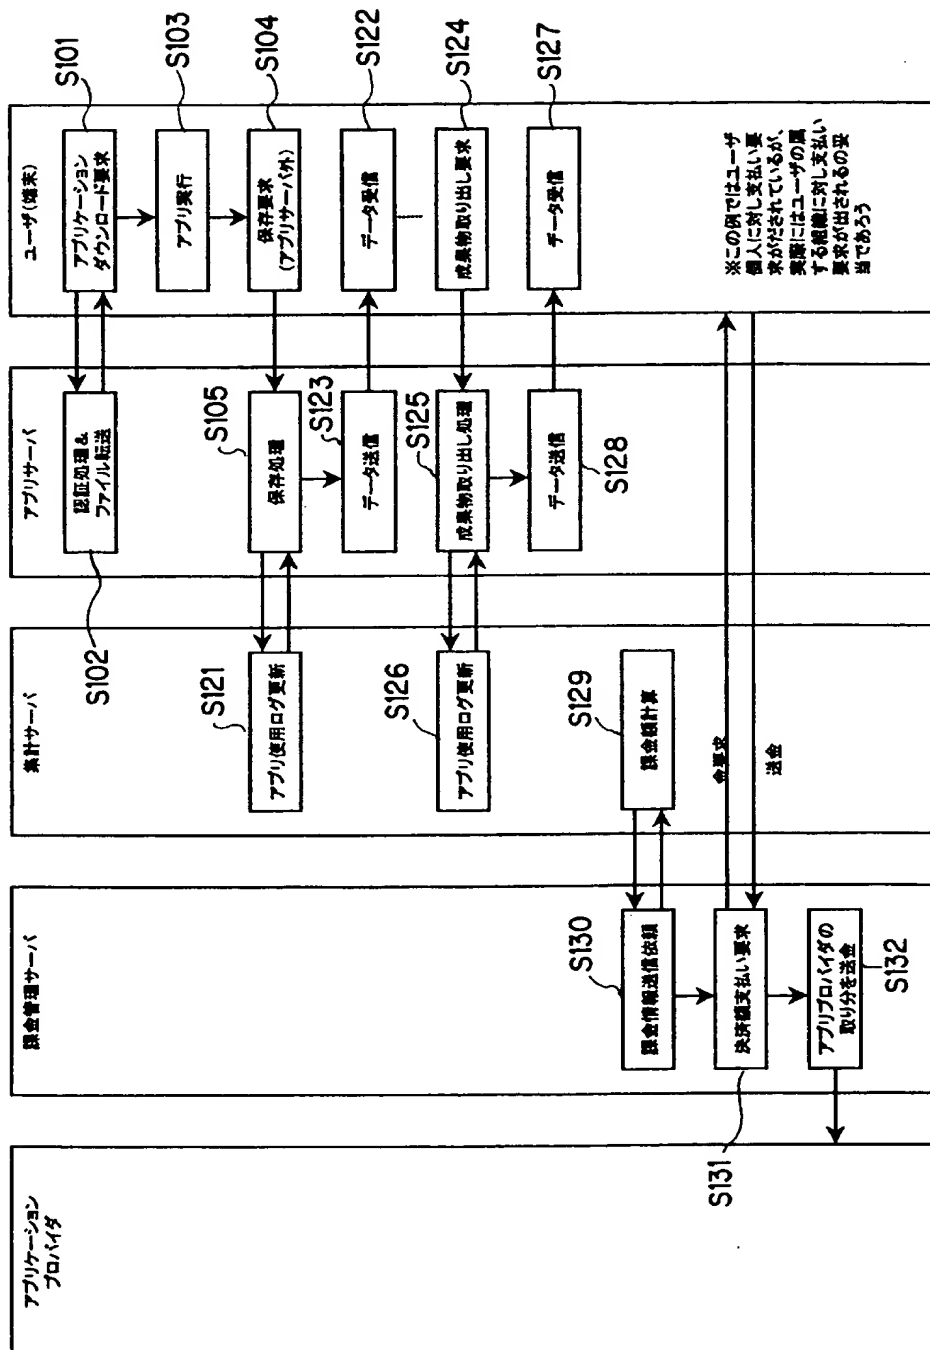 アプリケーション
プロバイダ
課金管理サーバ
集計サーバ
アプリサーバ
ユーザ(端末)
S101
アプリケーション
ダウンロード要求
認証処理&
ファイル転送
S102
S103
アプリ実行
S104
保存要求
(アプリサーバ外)
S105
保存処理
S121
アプリ使用ログ更新
S122
データ受信
S123
データ送信
S124
成果物取り出し要求
S125
成果物取り出し処理
S126
アプリ使用ログ更新
S127
データ受信
データ送信
S128
S129
課金額計算
S130
課金情報送信依頼
決済額支払い要求
S131
金要求
送金
アプリプロバイダの
取り分を送金
S132
※この例ではユーザ
個人に対し支払い要
求がだされているが、
実際にはユーザの属
する組織に対し支払い
要求が出されるの妥
当であろう